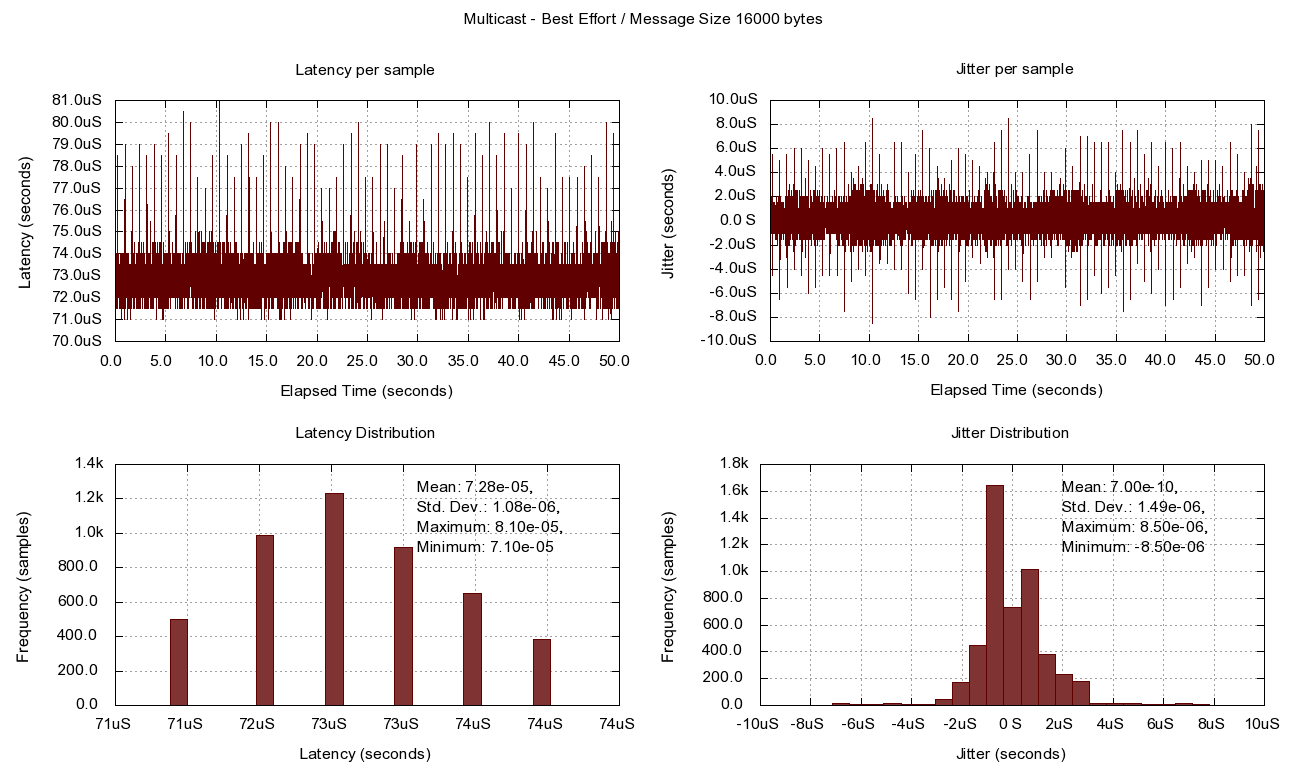 Multicast - Best Effort / Message Size 16000 bytes
Latency per sample
81.0uS
80.0uS
79.0uS
78.0uS
77.0uS
76.0uS
75.0uS
74.0uS
73.0uS
72.0uS
71.0uS
70.0uS
Latency (seconds)
0.0 5.0 10.0 15.0 20.0 25.0 30.0 35.0 40.0 45.0 50.0
Elapsed Time (seconds)
Jitter per sample
10.0uS
8.0uS
6.0uS
4.0uS
2.0uS
0.0 S
-2.0uS
-4.0uS
-6.0uS
-8.0uS
-10.0uS
Jitter (seconds)
0.0 5.0 10.0 15.0 20.0 25.0 30.0 35.0 40.0 45.0 50.0
Elapsed Time (seconds)
Latency Distribution
1.4k
1.2k
1.0k
800.0
600.0
400.0
200.0
0.0
Frequency (samples)
Mean: 7.28e-05,
Std. Dev.: 1.08e-06,
Maximum: 8.10e-05,
Minimum: 7.10e-05
71uS 71uS 72uS 73uS 73uS 74uS 74uS 74uS
Latency (seconds)
Jitter Distribution
1.8k
1.6k
1.4k
1.2k
1.0k
800.0
600.0
400.0
200.0
0.0
Frequency (samples)
Mean: 7.00e-10,
Std. Dev.: 1.49e-06,
Maximum: 8.50e-06,
Minimum: -8.50e-06
-10uS -8uS -6uS -4uS -2uS 0 S 2uS 4uS 6uS 8uS 10uS
Jitter (seconds)